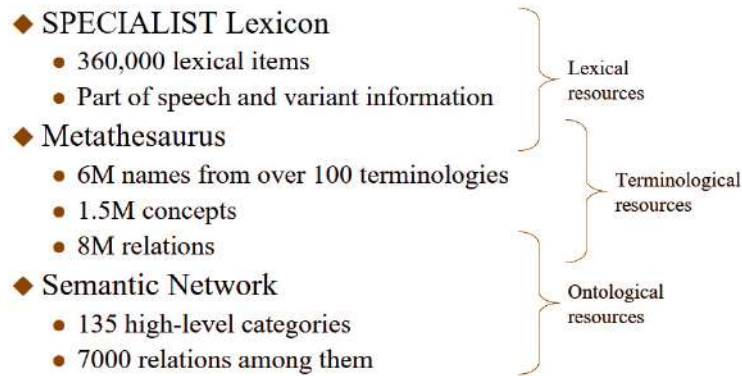 SPECIALIST Lexicon
360,000 lexical items
Part of speech and variant information
Lexical
resources
Metathesaurus
6M names from over 100 terminologies
1.5M concepts
8M relations
Terminological
resources
Semantic Network
135 high-level categories
7000 relations among them
Ontological
resources